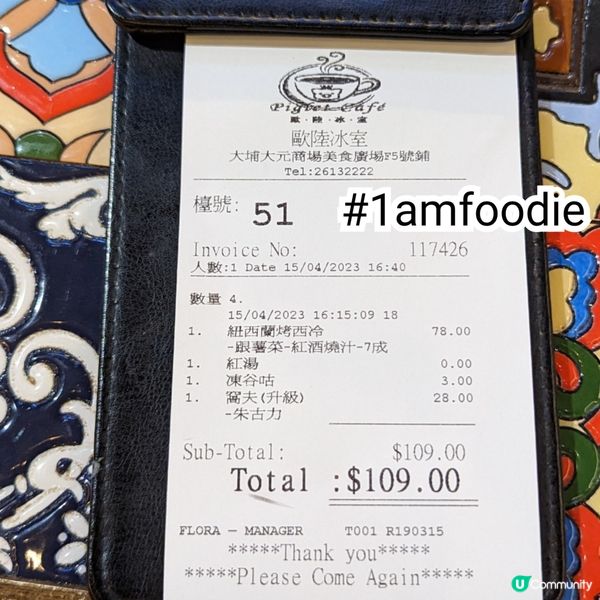 Pigbet Café
歐·陸·冰·室
歐陸冰室
大埔大元商場美食廣場F5號鋪
Tel:26132222
檯號: 51
#1amfoodie
Invoice No: 117426
人數:1 Date 15/04/2023 16:40
數量 4.
15/04/2023 16:15:09 18
1. 紐西蘭烤西冷 78.00
-跟薯菜-紅酒燒汁-7成
1. 紅湯 0.00
1. 凍谷咕 3.00
1. 窩夫(升級) 28.00
-朱古力
Sub-Total: $109.00
Total :$109.00
FLORA – MANAGER T001 R190315
*****Thank you*****
*****Please Come Again*****
U Community